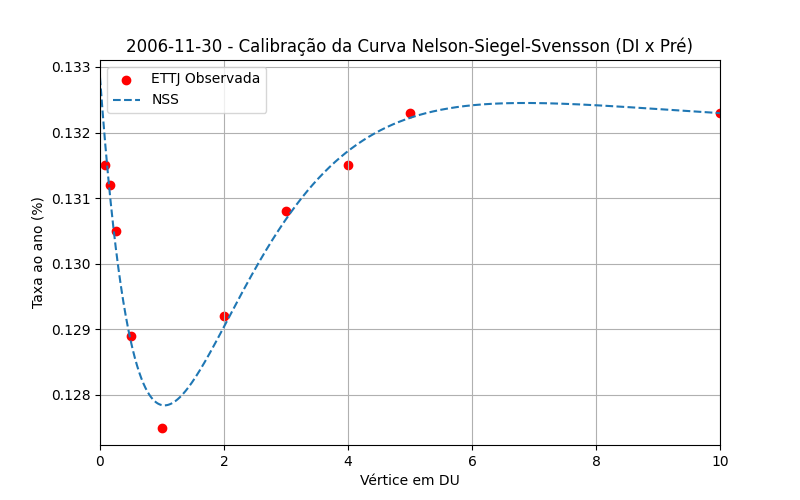 2006-11-30 - Calibração da Curva Nelson-Siegel-Svensson (DI x Pré)
ETTJ Observada
NSS
Taxa ao ano (%)
0.133
0.132
0.131
0.130
0.129
0.128
0 2 4 6 8 10
Vértice em DU